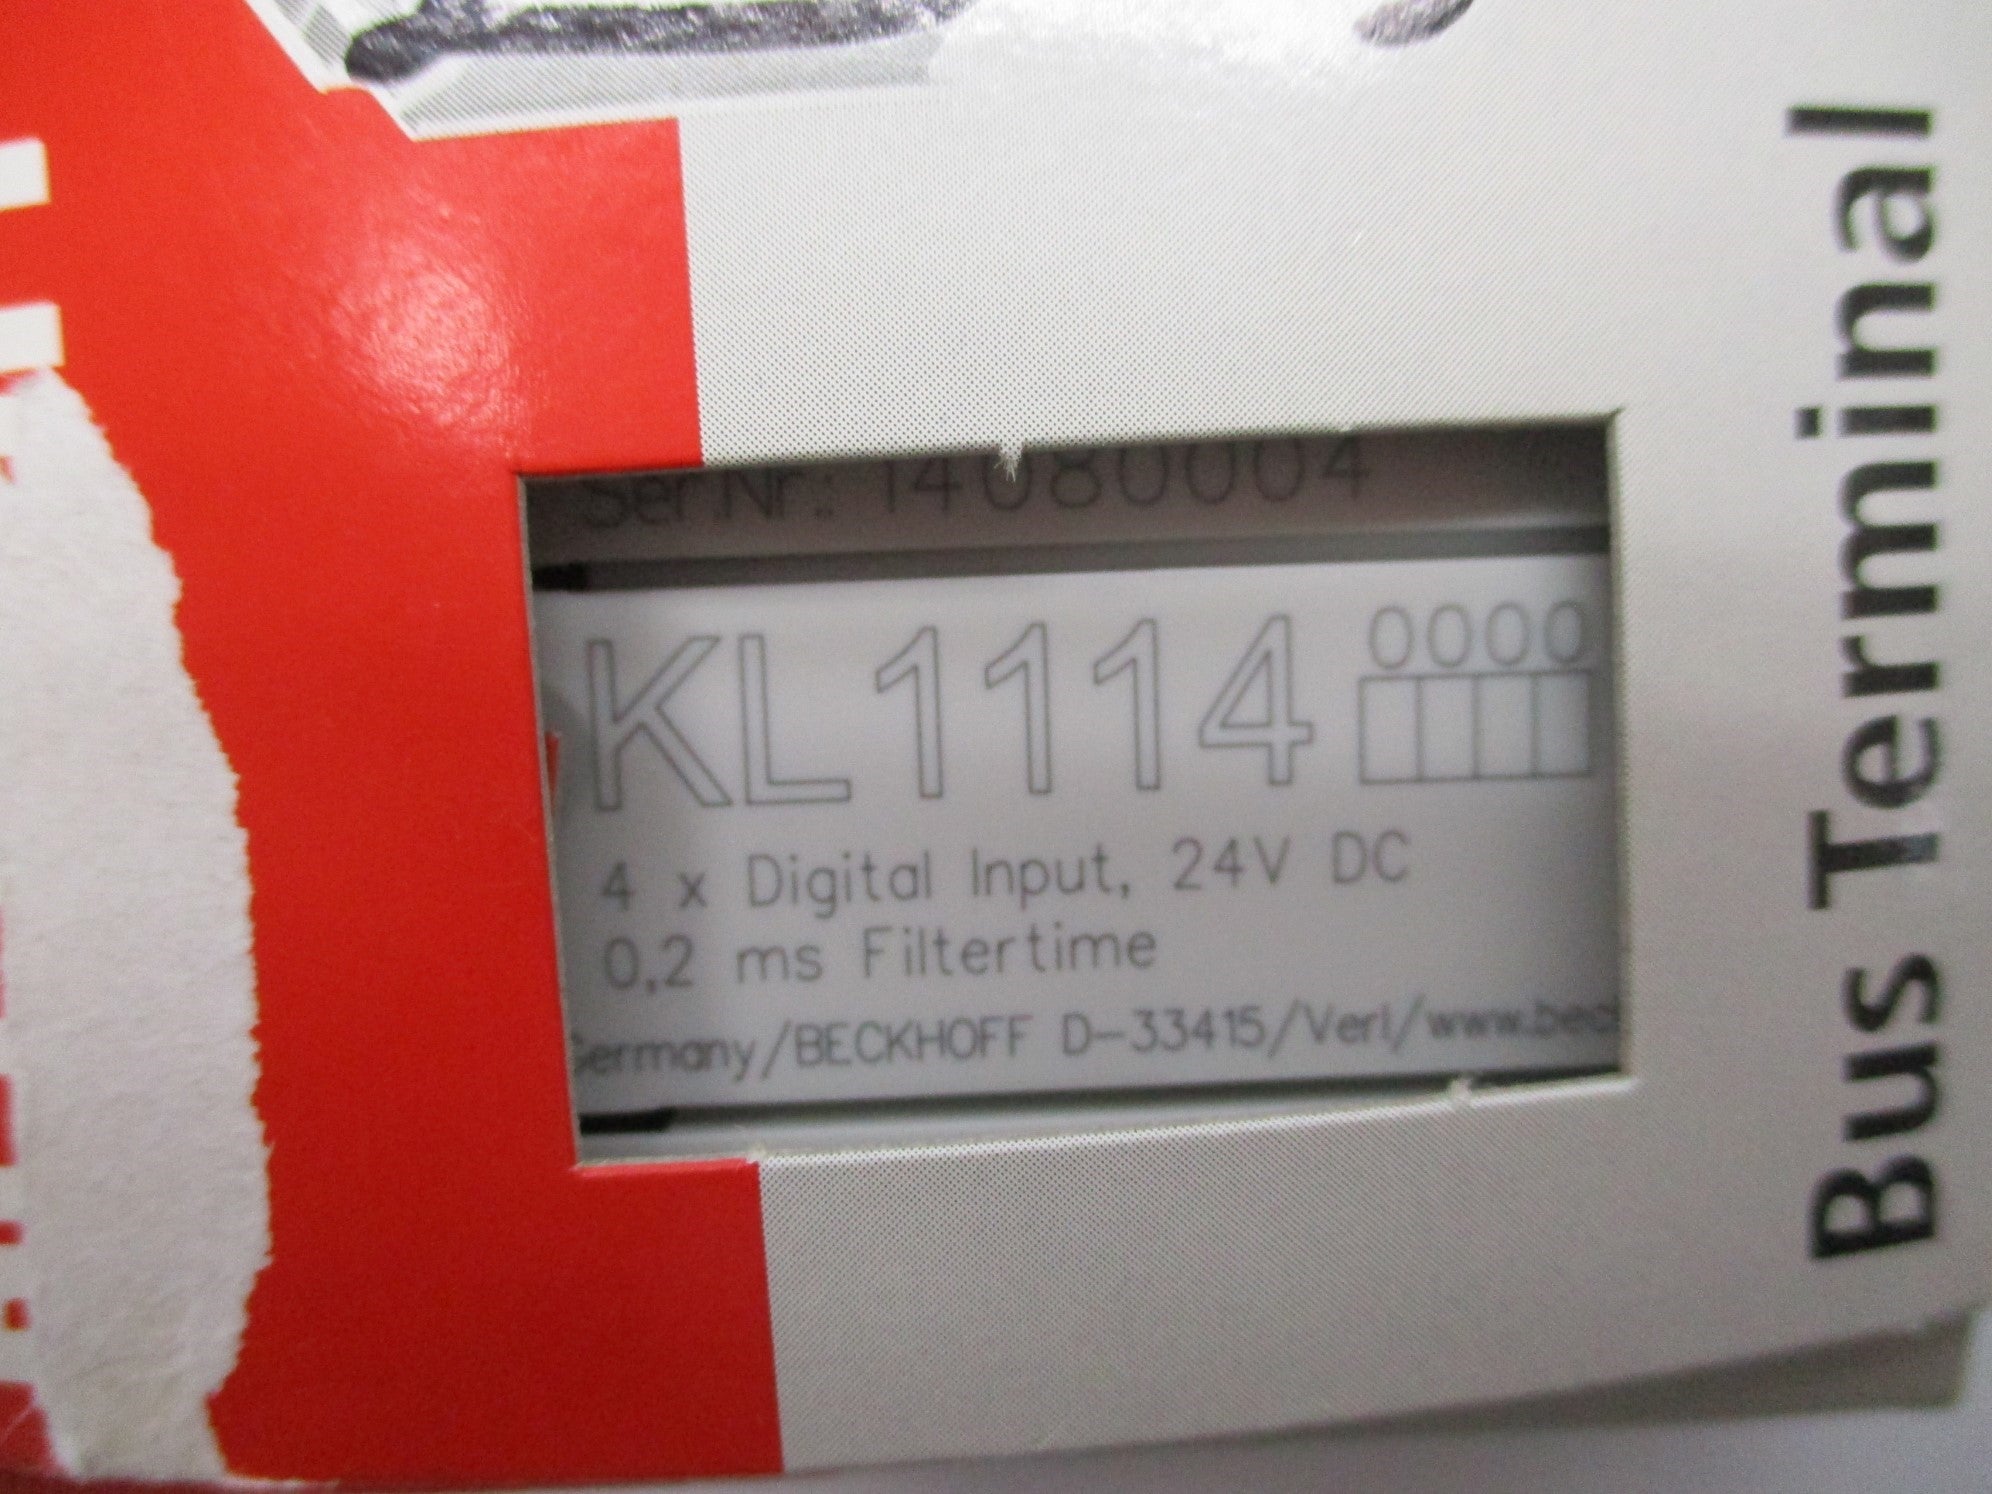 Ser.Nr.: 14080004
KL1114 0000
4 x Digital Input, 24V DC
0,2 ms Filtertime
Germany/BECKHOFF D-33415/Verl/www.bec
Bus Terminal